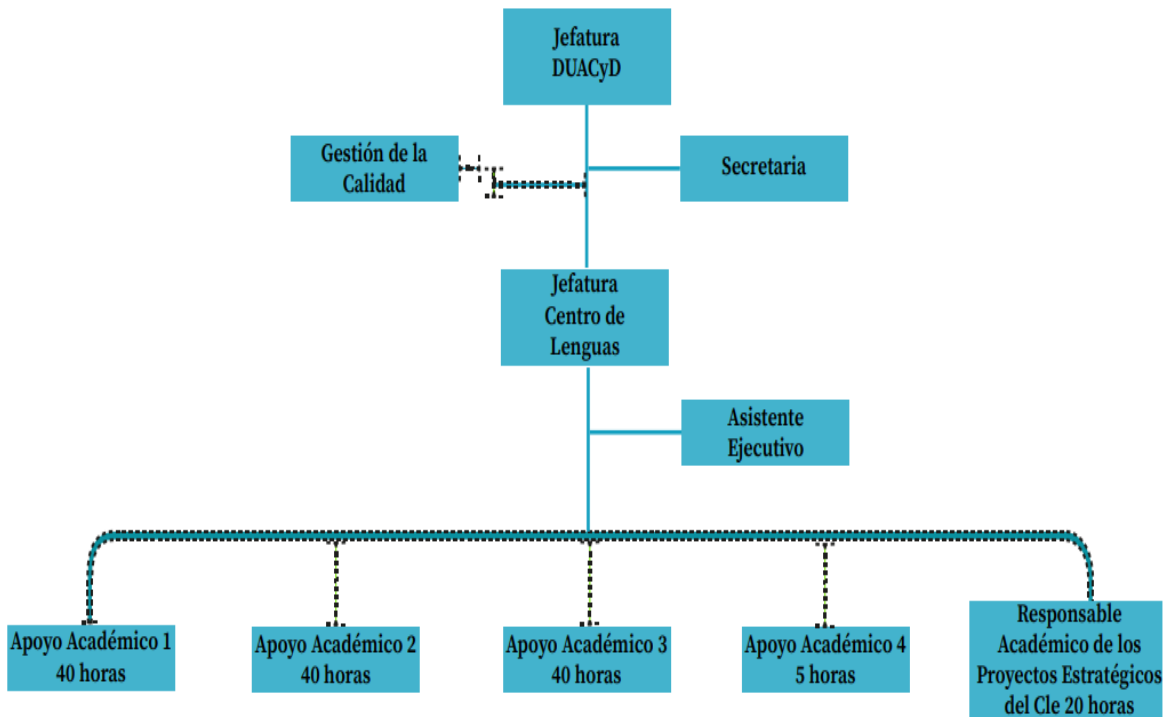 Jefatura
DUACyD
Gestión de la
Calidad
Secretaria
Jefatura
Centro de
Lenguas
Asistente
Ejecutivo
Apoyo Académico 1
40 horas
Apoyo Académico 2
40 horas
Apoyo Académico 3
40 horas
Apoyo Académico 4
5 horas
Responsable
Académico de los
Proyectos Estratégicos
del Cle 20 horas